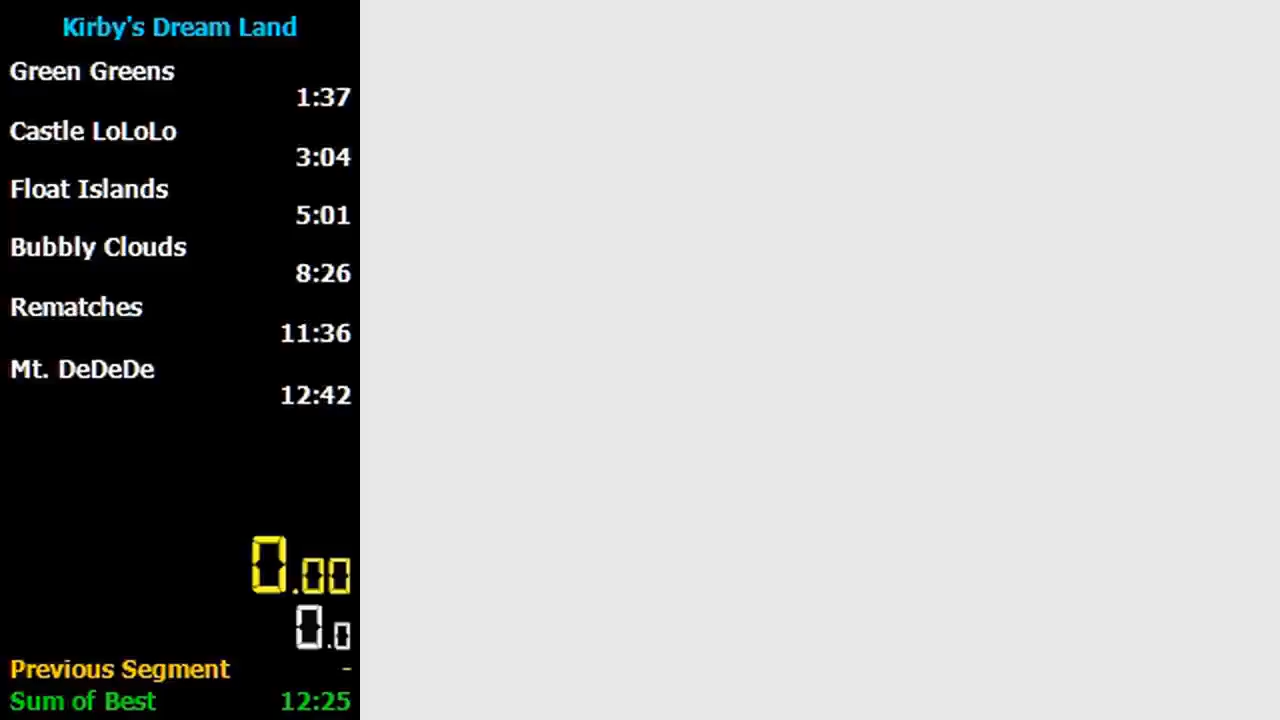 Kirby's Dream Land
Green Greens
1:37
Castle LoLoLo
3:04
Float Islands
5:01
Bubbly Clouds
8:26
Rematches
11:36
Mt. DeDeDe
12:42
0.00
0.0
Previous Segment -
Sum of Best 12:25